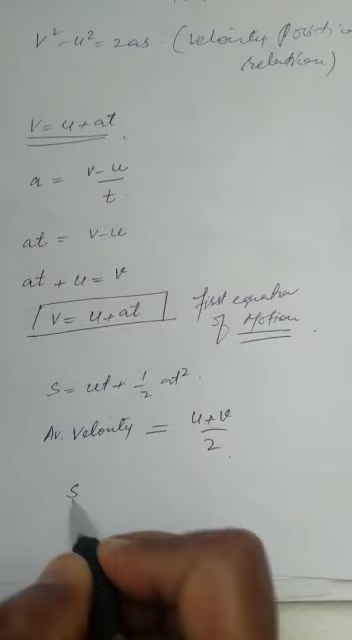 v² - u² = 2as (Velocity Positio
relation)
v = u + at.
a = v - u / t
at = v - u
at + u = v
v = u + at First equation
of Motion.
s = ut + 1/2 at².
Av. Velocity = u + v / 2.
s